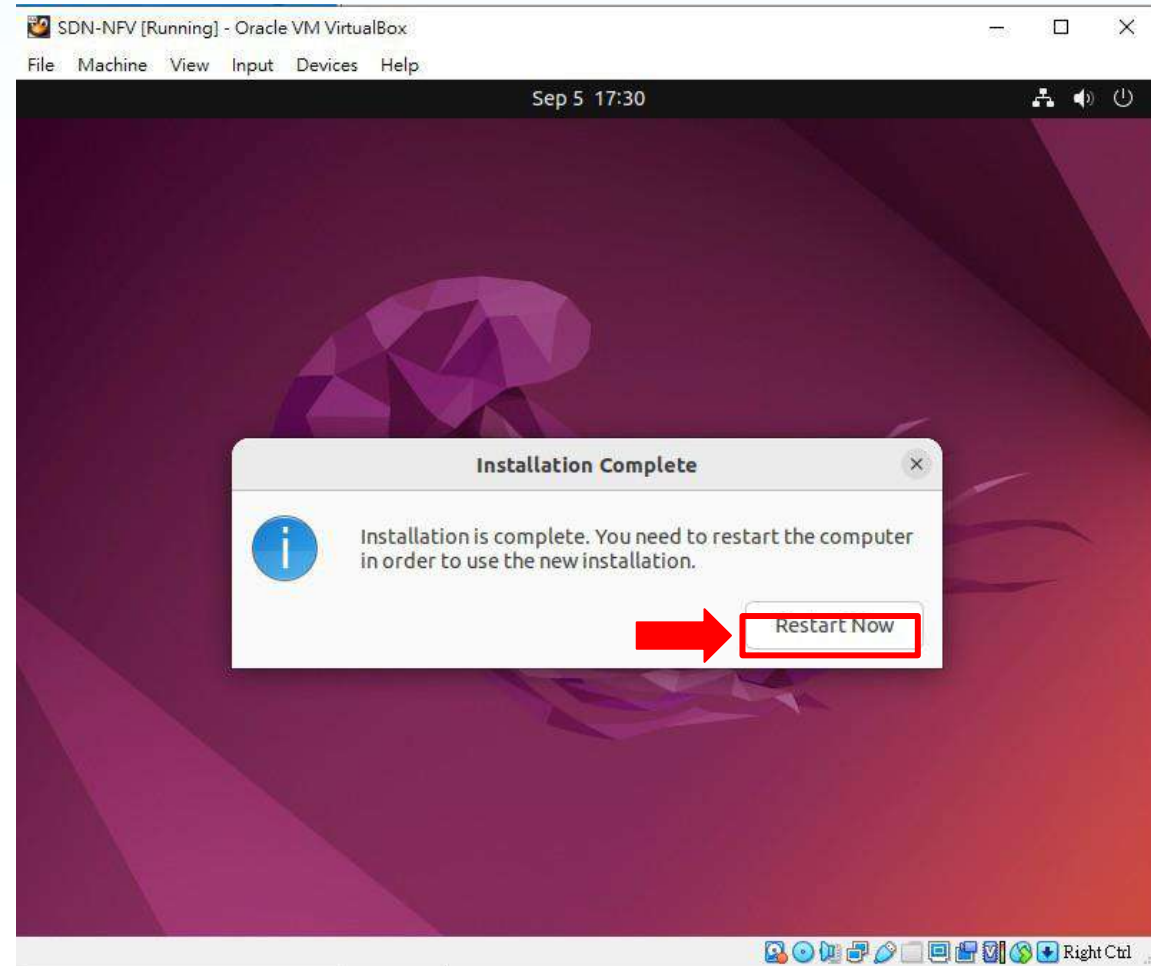 SDN-NFV [Running] - Oracle VM VirtualBox
File Machine View Input Devices Help
Sep 5 17:30
Installation Complete
Installation is complete. You need to restart the computer
in order to use the new installation.
Restart Now
Right Ctrl